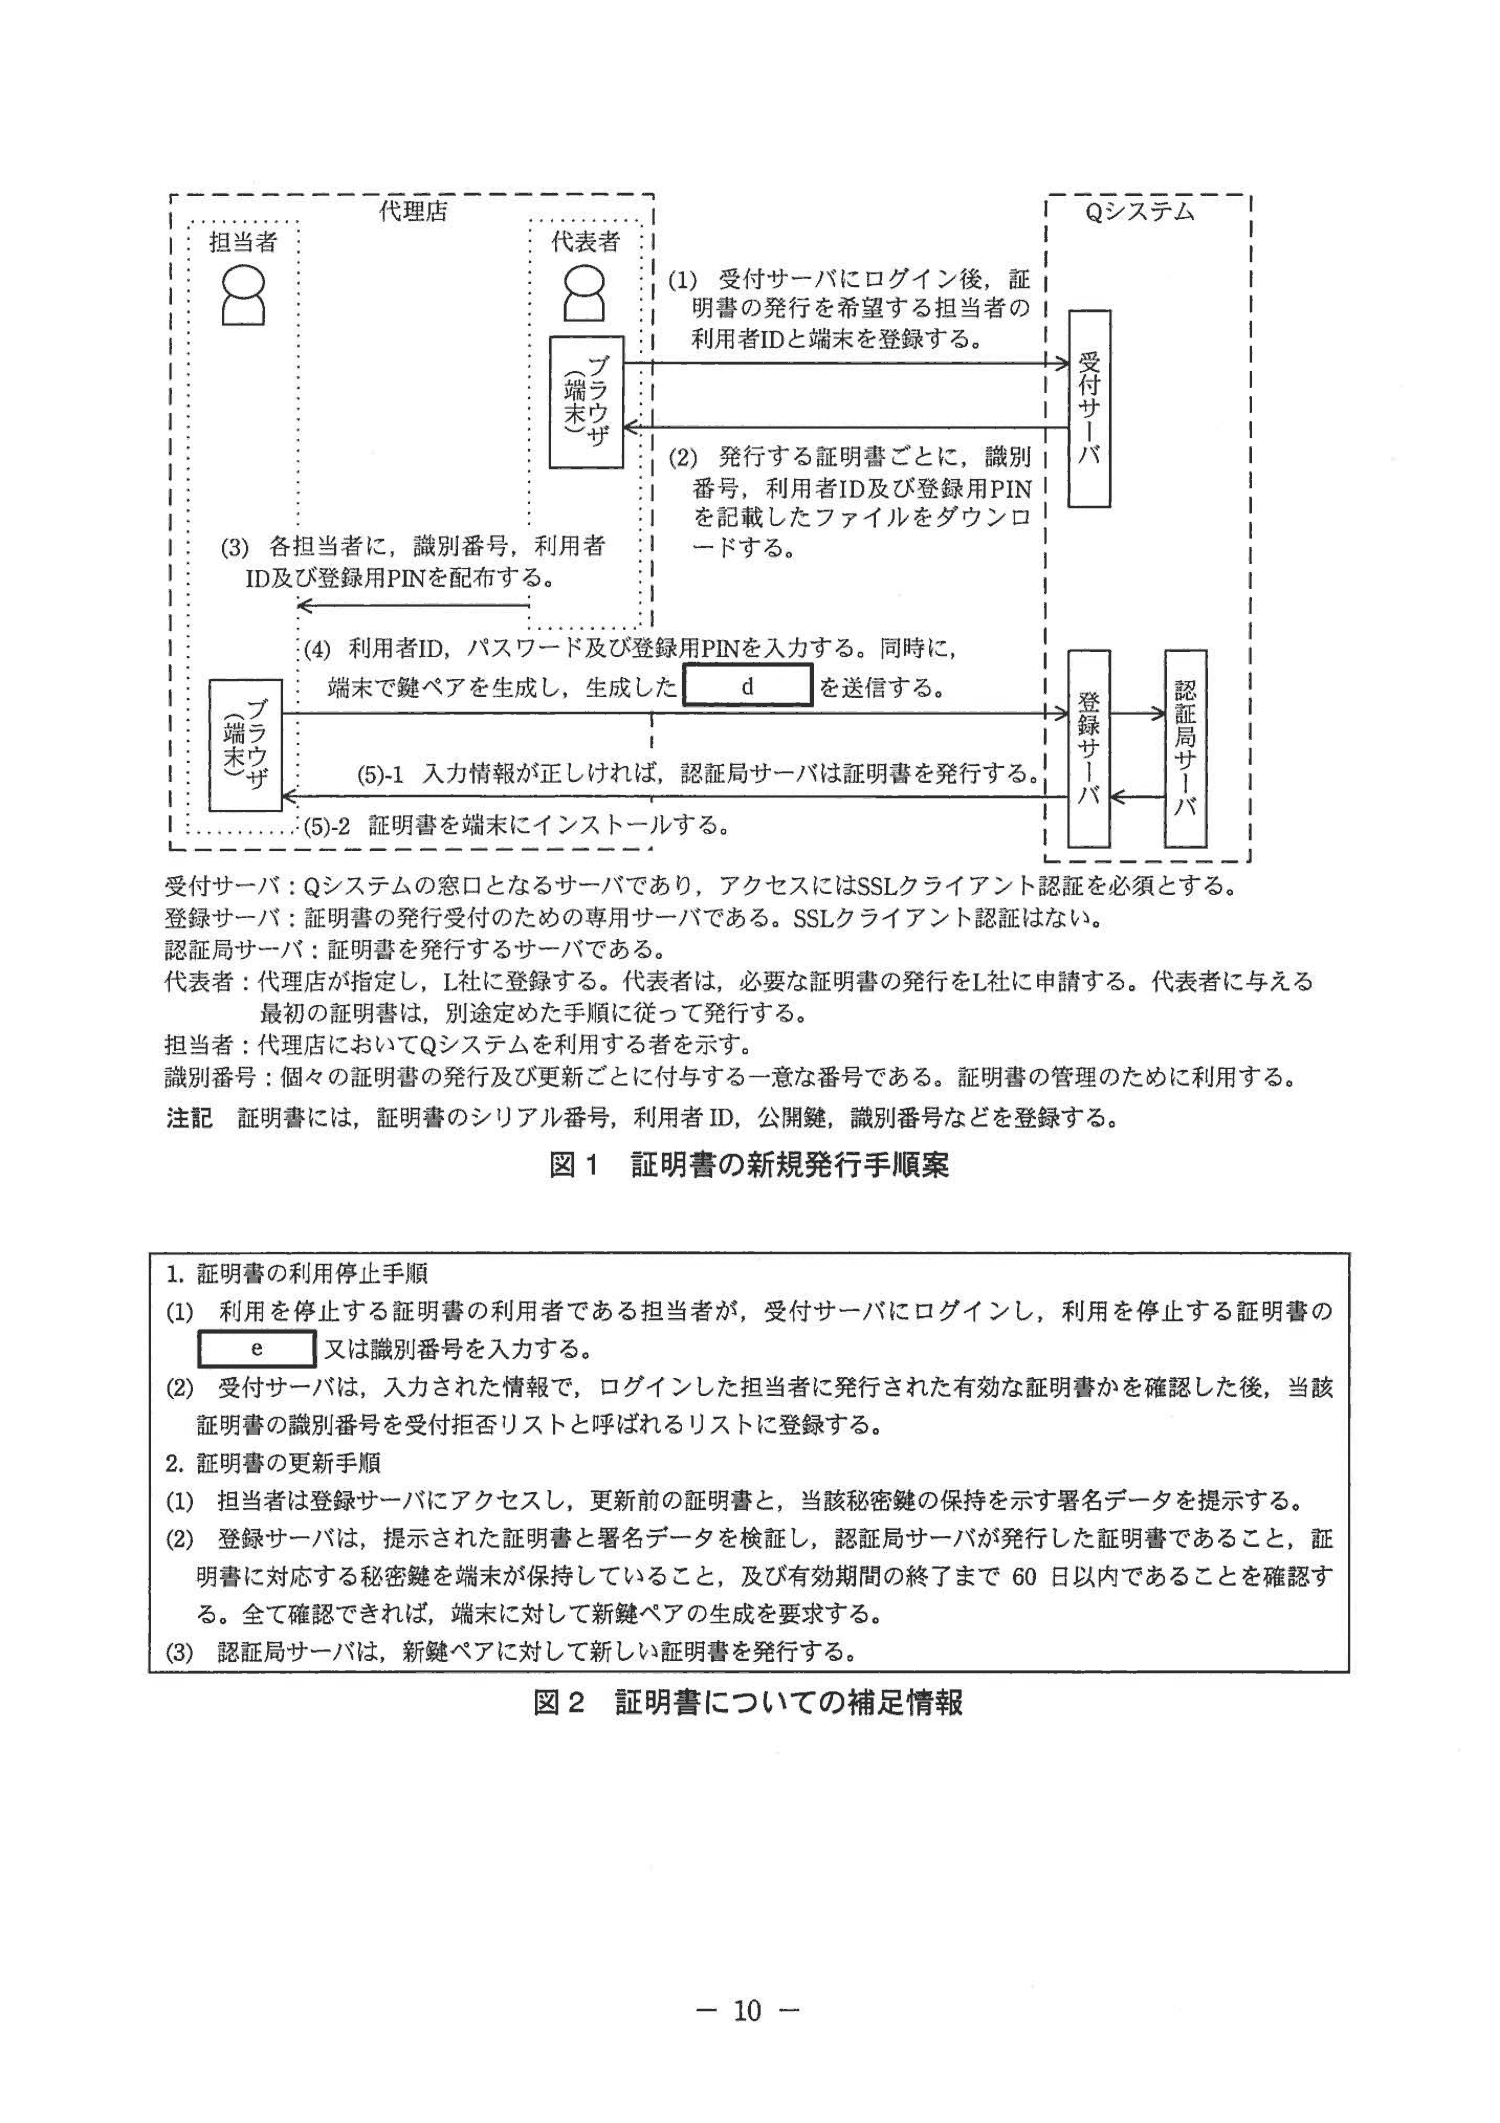 代理店
Qシステム
担当者
代表者
(1) 受付サーバにログイン後，証
明書の発行を希望する担当者の
利用者IDと端末を登録する。
ブラウザ
（端末）
受付サーバ
(2) 発行する証明書ごとに，識別
番号，利用者ID及び登録用PIN
を記載したファイルをダウンロ
ードする。
(3) 各担当者に，識別番号，利用者
ID及び登録用PINを配布する。
(4) 利用者ID，パスワード及び登録用PINを入力する。同時に，
端末で鍵ペアを生成し，生成した d を送信する。
ブラウザ
（端末）
登録サーバ
認証局サーバ
(5)-1 入力情報が正しければ，認証局サーバは証明書を発行する。
(5)-2 証明書を端末にインストールする。
受付サーバ：Qシステムの窓口となるサーバであり，アクセスにはSSLクライアント認証を必須とする。
登録サーバ：証明書の発行受付のための専用サーバである。SSLクライアント認証はない。
認証局サーバ：証明書を発行するサーバである。
代表者：代理店が指定し，L社に登録する。代表者は，必要な証明書の発行をL社に申請する。代表者に与える
最初の証明書は，別途定めた手順に従って発行する。
担当者：代理店においてQシステムを利用する者を示す。
識別番号：個々の証明書の発行及び更新ごとに付与する一意な番号である。証明書の管理のために利用する。
注記 証明書には，証明書のシリアル番号，利用者 ID，公開鍵，識別番号などを登録する。
図1 証明書の新規発行手順案
1. 証明書の利用停止手順
(1) 利用を停止する証明書の利用者である担当者が，受付サーバにログインし，利用を停止する証明書の
e 又は識別番号を入力する。
(2) 受付サーバは，入力された情報で，ログインした担当者に発行された有効な証明書かを確認した後，当該
証明書の識別番号を受付拒否リストと呼ばれるリストに登録する。
2. 証明書の更新手順
(1) 担当者は登録サーバにアクセスし，更新前の証明書と，当該秘密鍵の保持を示す署名データを提示する。
(2) 登録サーバは，提示された証明書と署名データを検証し，認証局サーバが発行した証明書であること，証
明書に対応する秘密鍵を端末が保持していること，及び有効期間の終了まで 60 日以内であることを確認す
る。全て確認できれば，端末に対して新鍵ペアの生成を要求する。
(3) 認証局サーバは，新鍵ペアに対して新しい証明書を発行する。
図2 証明書についての補足情報
－ 10 －